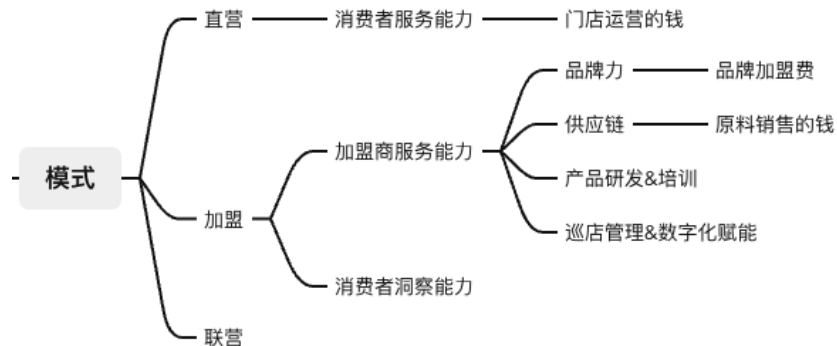 直营
消费者服务能力
门店运营的钱
品牌力
品牌加盟费
供应链
原料销售的钱
加盟商服务能力
模式
产品研发&培训
加盟
巡店管理&数字化赋能
消费者洞察能力
联营